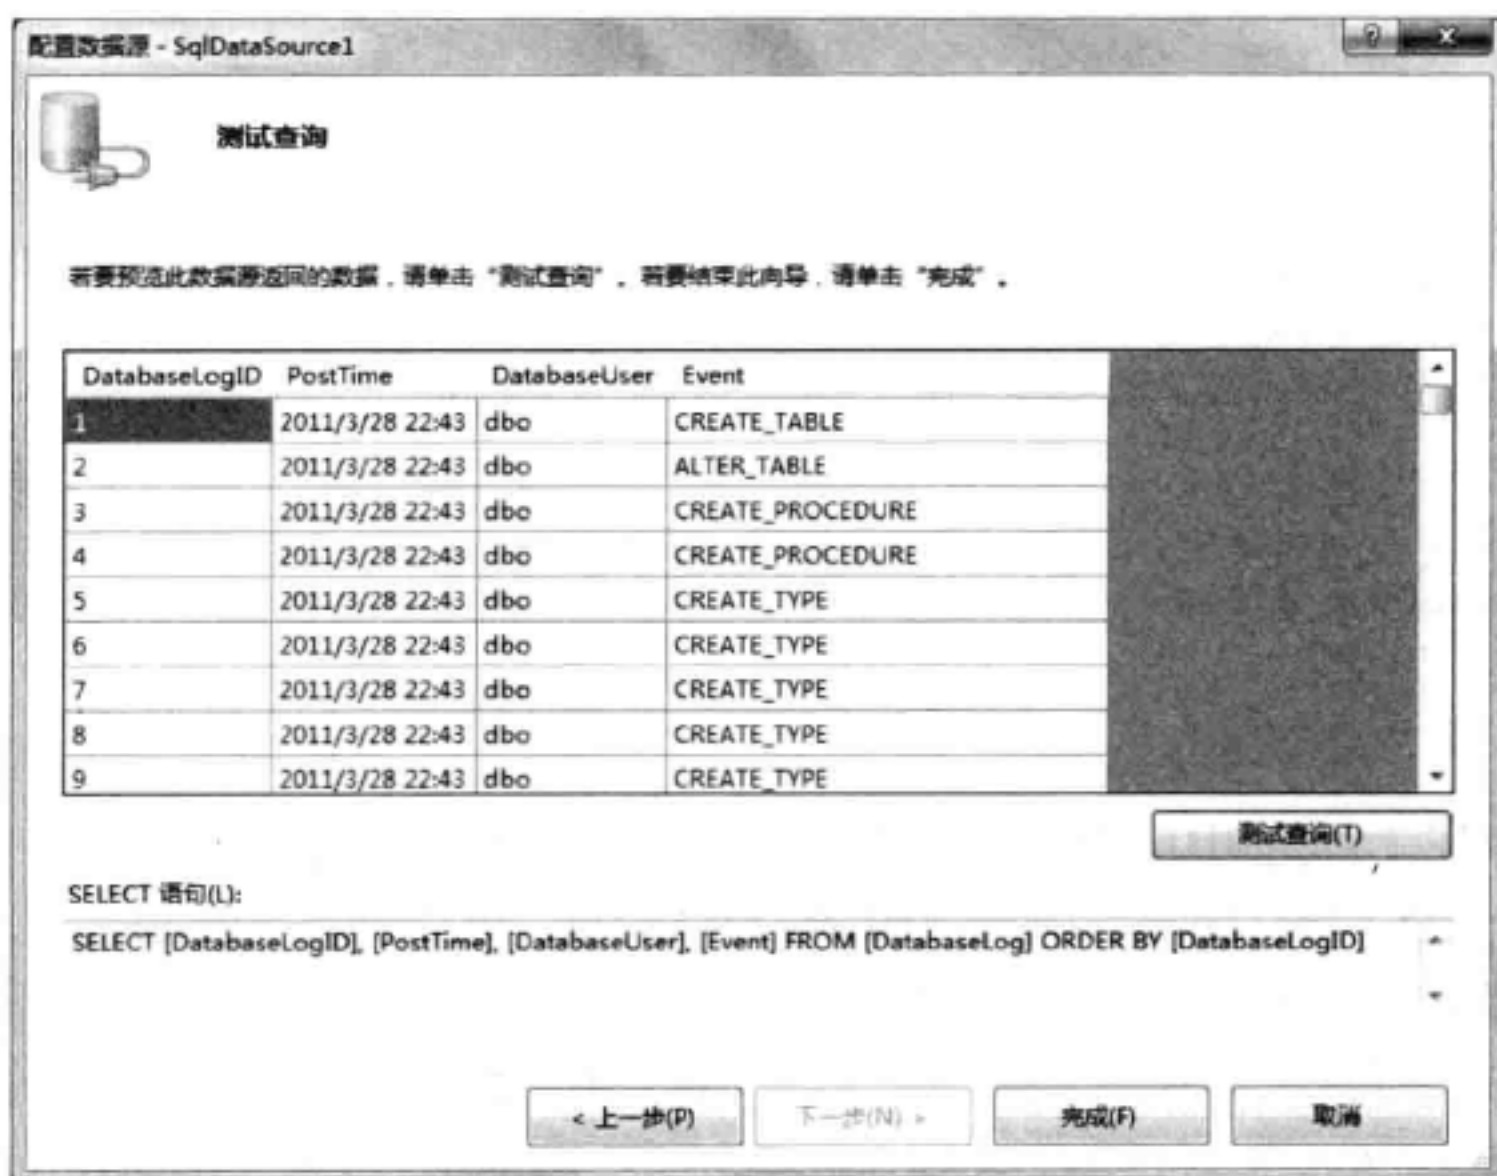 配置数据源 - SqlDataSource1
测试查询
若要预览此数据源返回的数据，请单击“测试查询”。若要结束此向导，请单击“完成”。
DatabaseLogID PostTime DatabaseUser Event
1 2011/3/28 22:43 dbo CREATE_TABLE
2 2011/3/28 22:43 dbo ALTER_TABLE
3 2011/3/28 22:43 dbo CREATE_PROCEDURE
4 2011/3/28 22:43 dbo CREATE_PROCEDURE
5 2011/3/28 22:43 dbo CREATE_TYPE
6 2011/3/28 22:43 dbo CREATE_TYPE
7 2011/3/28 22:43 dbo CREATE_TYPE
8 2011/3/28 22:43 dbo CREATE_TYPE
9 2011/3/28 22:43 dbo CREATE_TYPE
测试查询(T)
SELECT 语句(L):
SELECT [DatabaseLogID], [PostTime], [DatabaseUser], [Event] FROM [DatabaseLog] ORDER BY [DatabaseLogID]
< 上一步(P) 下一步(N) > 完成(F) 取消